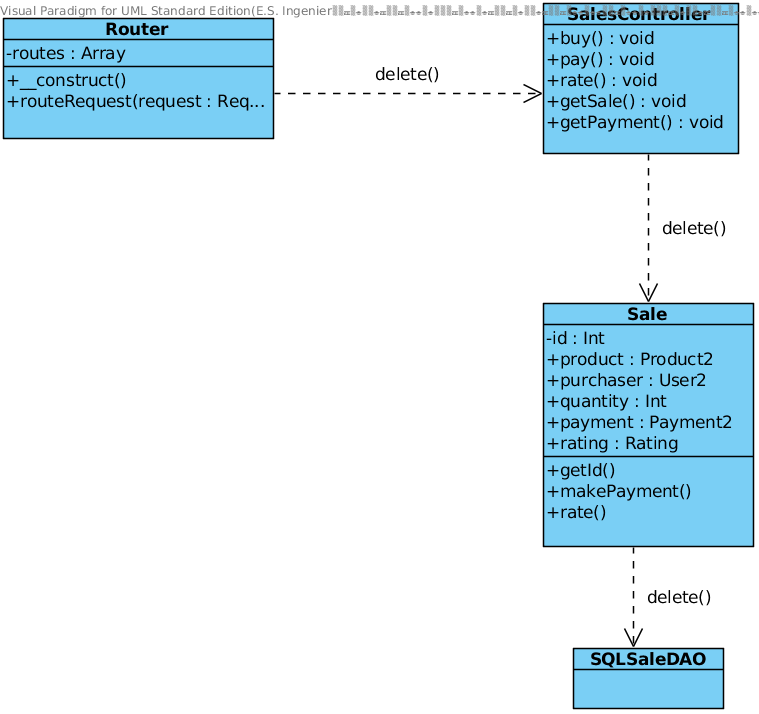 Visual Paradigm for UML Standard Edition(E.S. Ingenier
Router
-routes : Array
+__construct()
+routeRequest(request : Req...
delete()
SalesController
+buy() : void
+pay() : void
+rate() : void
+getSale() : void
+getPayment() : void
delete()
Sale
-id : Int
+product : Product2
+purchaser : User2
+quantity : Int
+payment : Payment2
+rating : Rating
+getId()
+makePayment()
+rate()
delete()
SQLSaleDAO